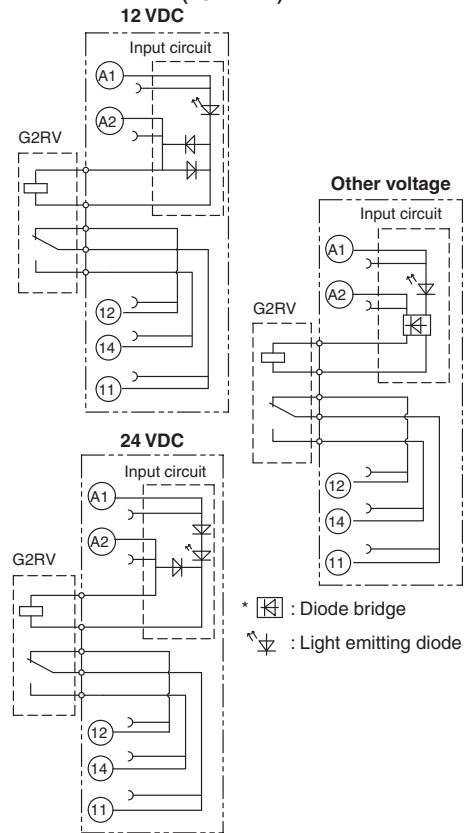 12 VDC
Input circuit
A1
A2
G2RV
12
14
11
24 VDC
Input circuit
A1
A2
G2RV
12
14
11
Other voltage
Input circuit
A1
A2
G2RV
12
14
11
* : Diode bridge
: Light emitting diode